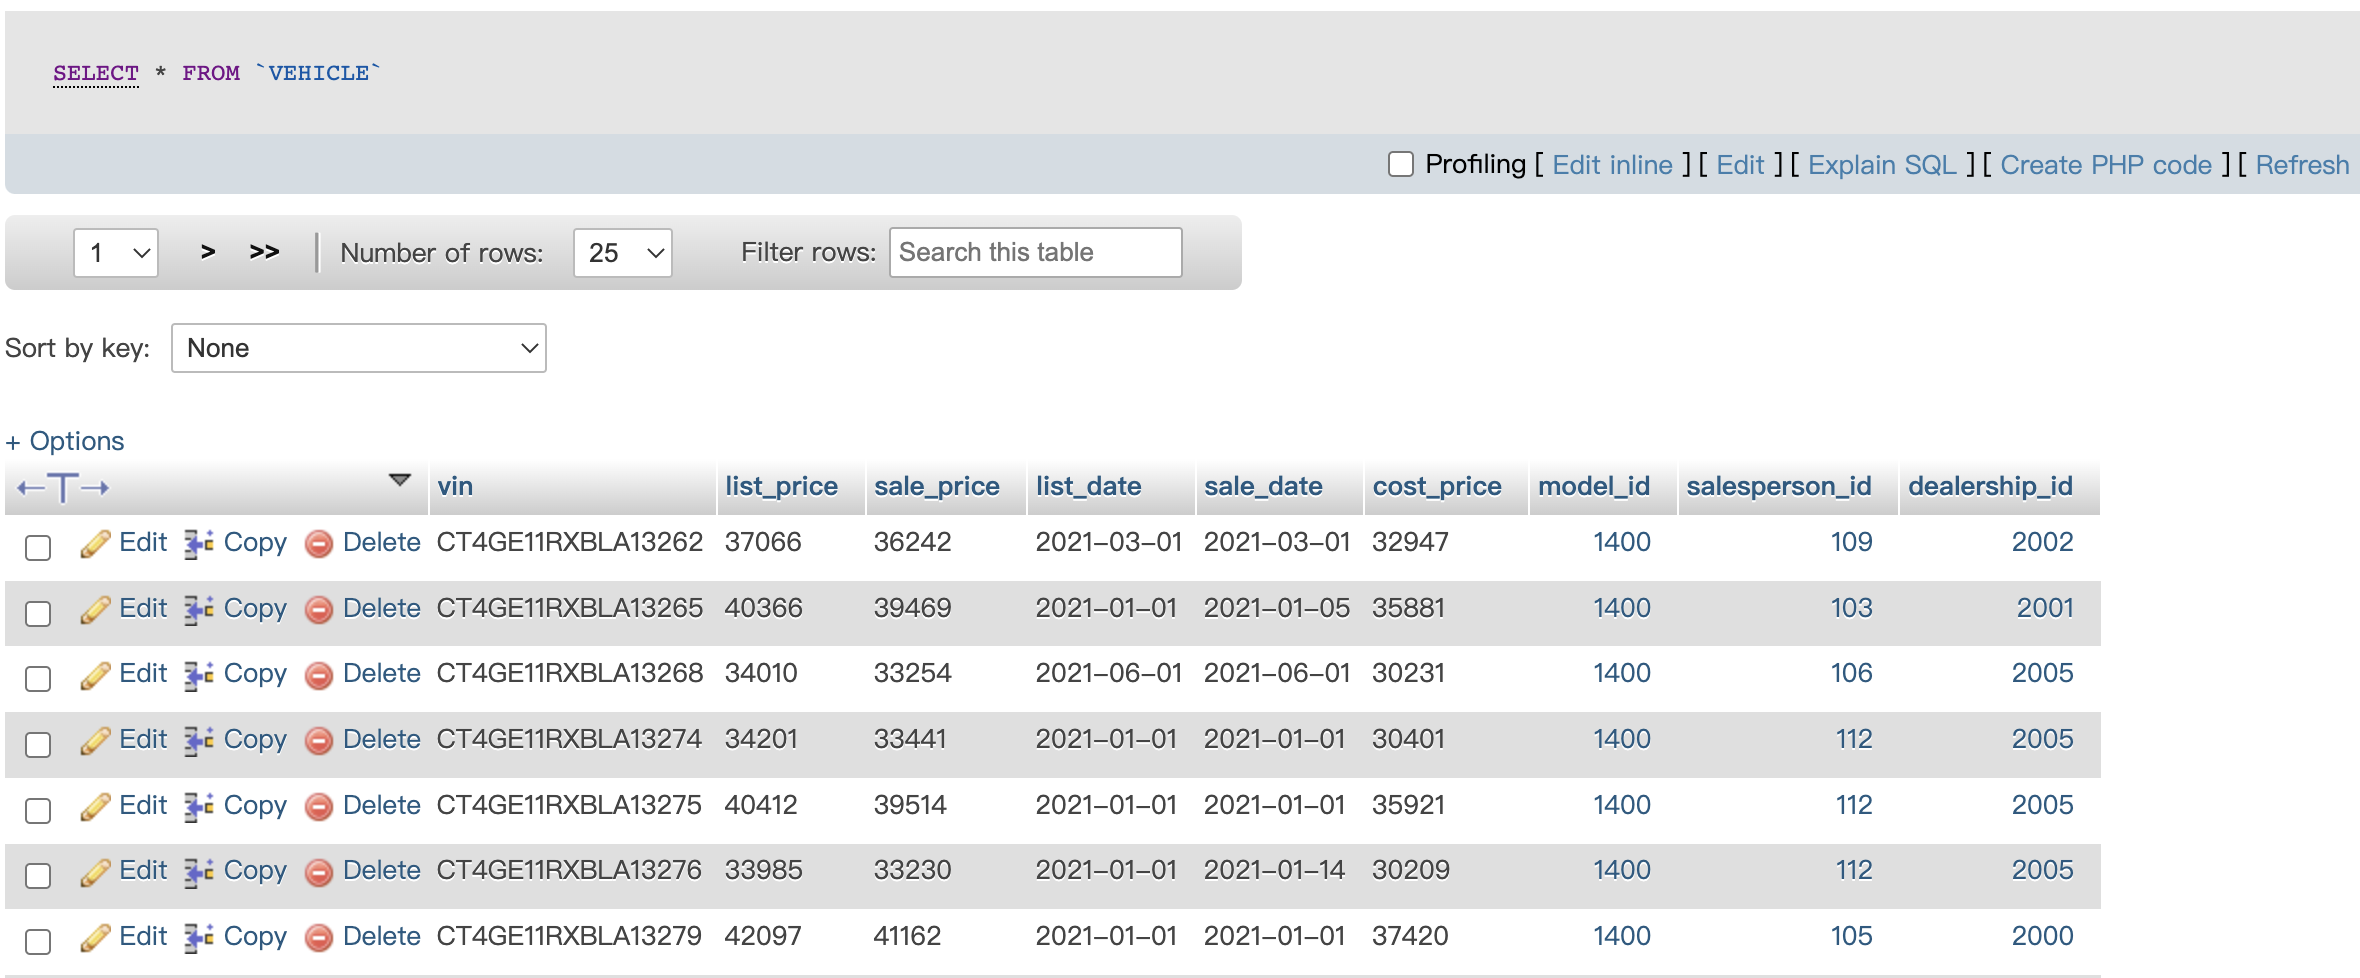 SELECT * FROM `VEHICLE`
Profiling [ Edit inline ] [ Edit ] [ Explain SQL ] [ Create PHP code ] [ Refresh
1 > >> Number of rows: 25 Filter rows: Search this table
Sort by key: None
+ Options
←T→ vin list_price sale_price list_date sale_date cost_price model_id salesperson_id dealership_id
Edit Copy Delete CT4GE11RXBLA13262 37066 36242 2021-03-01 2021-03-01 32947 1400 109 2002
Edit Copy Delete CT4GE11RXBLA13265 40366 39469 2021-01-01 2021-01-05 35881 1400 103 2001
Edit Copy Delete CT4GE11RXBLA13268 34010 33254 2021-06-01 2021-06-01 30231 1400 106 2005
Edit Copy Delete CT4GE11RXBLA13274 34201 33441 2021-01-01 2021-01-01 30401 1400 112 2005
Edit Copy Delete CT4GE11RXBLA13275 40412 39514 2021-01-01 2021-01-01 35921 1400 112 2005
Edit Copy Delete CT4GE11RXBLA13276 33985 33230 2021-01-01 2021-01-14 30209 1400 112 2005
Edit Copy Delete CT4GE11RXBLA13279 42097 41162 2021-01-01 2021-01-01 37420 1400 105 2000